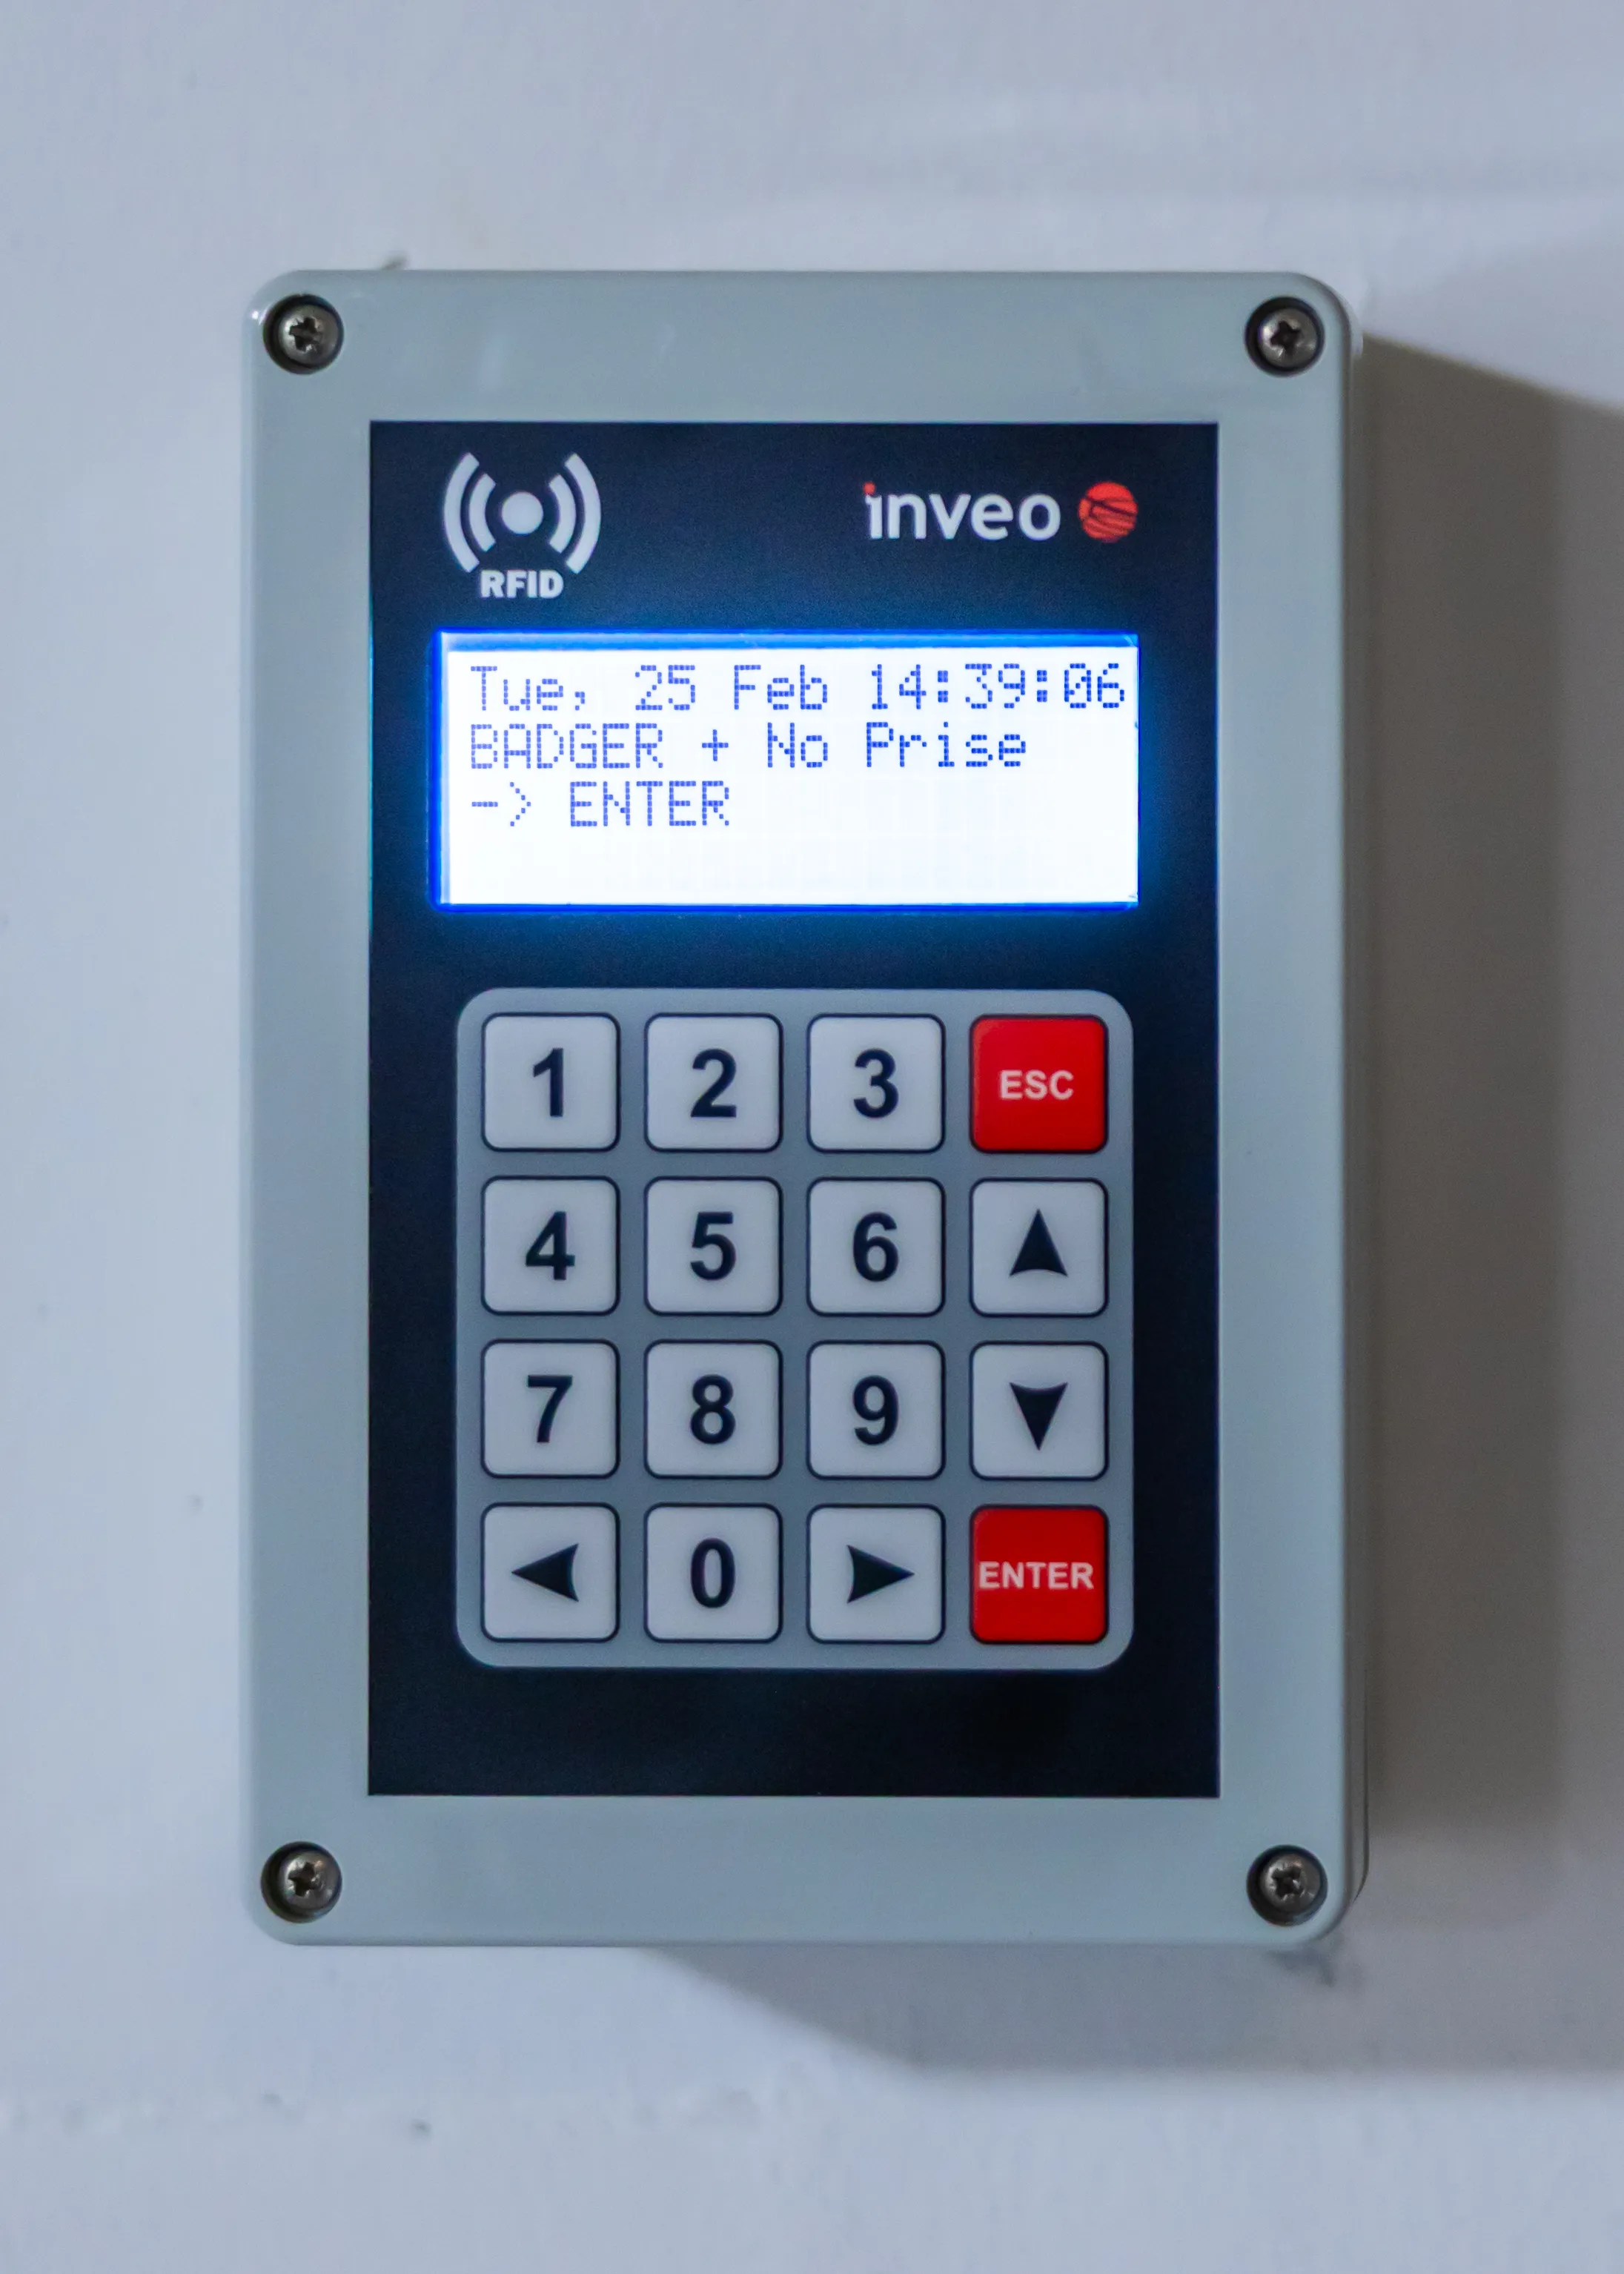 RFID
inveo
Tue, 25 Feb 14:39:06
BADGER + No Prise
-> ENTER
1 2 3 ESC
4 5 6
7 8 9
0 ENTER